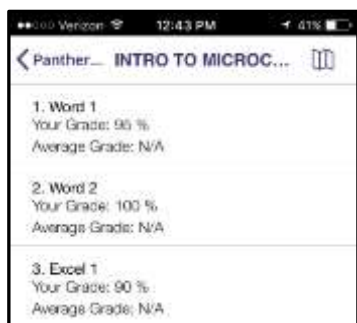 Verizon 12:43 PM 41%
Panther... INTRO TO MICROC...
1. Word 1
Your Grade: 95 %
Average Grade: N/A
2. Word 2
Your Grade: 100 %
Average Grade: N/A
3. Excel 1
Your Grade: 90 %
Average Grade: N/A